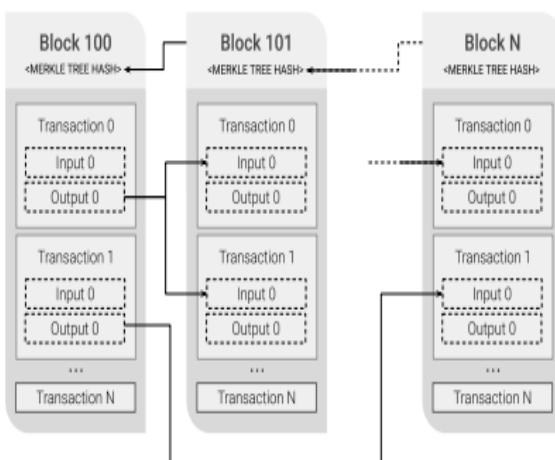 Block 100
<MERKLE TREE HASH>
Transaction 0
Input 0
Output 0
Transaction 1
Input 0
Output 0
...
Transaction N
Block 101
<MERKLE TREE HASH>
Transaction 0
Input 0
Output 0
Transaction 1
Input 0
Output 0
...
Transaction N
Block N
<MERKLE TREE HASH>
Transaction 0
Input 0
Output 0
Transaction 1
Input 0
Output 0
...
Transaction N